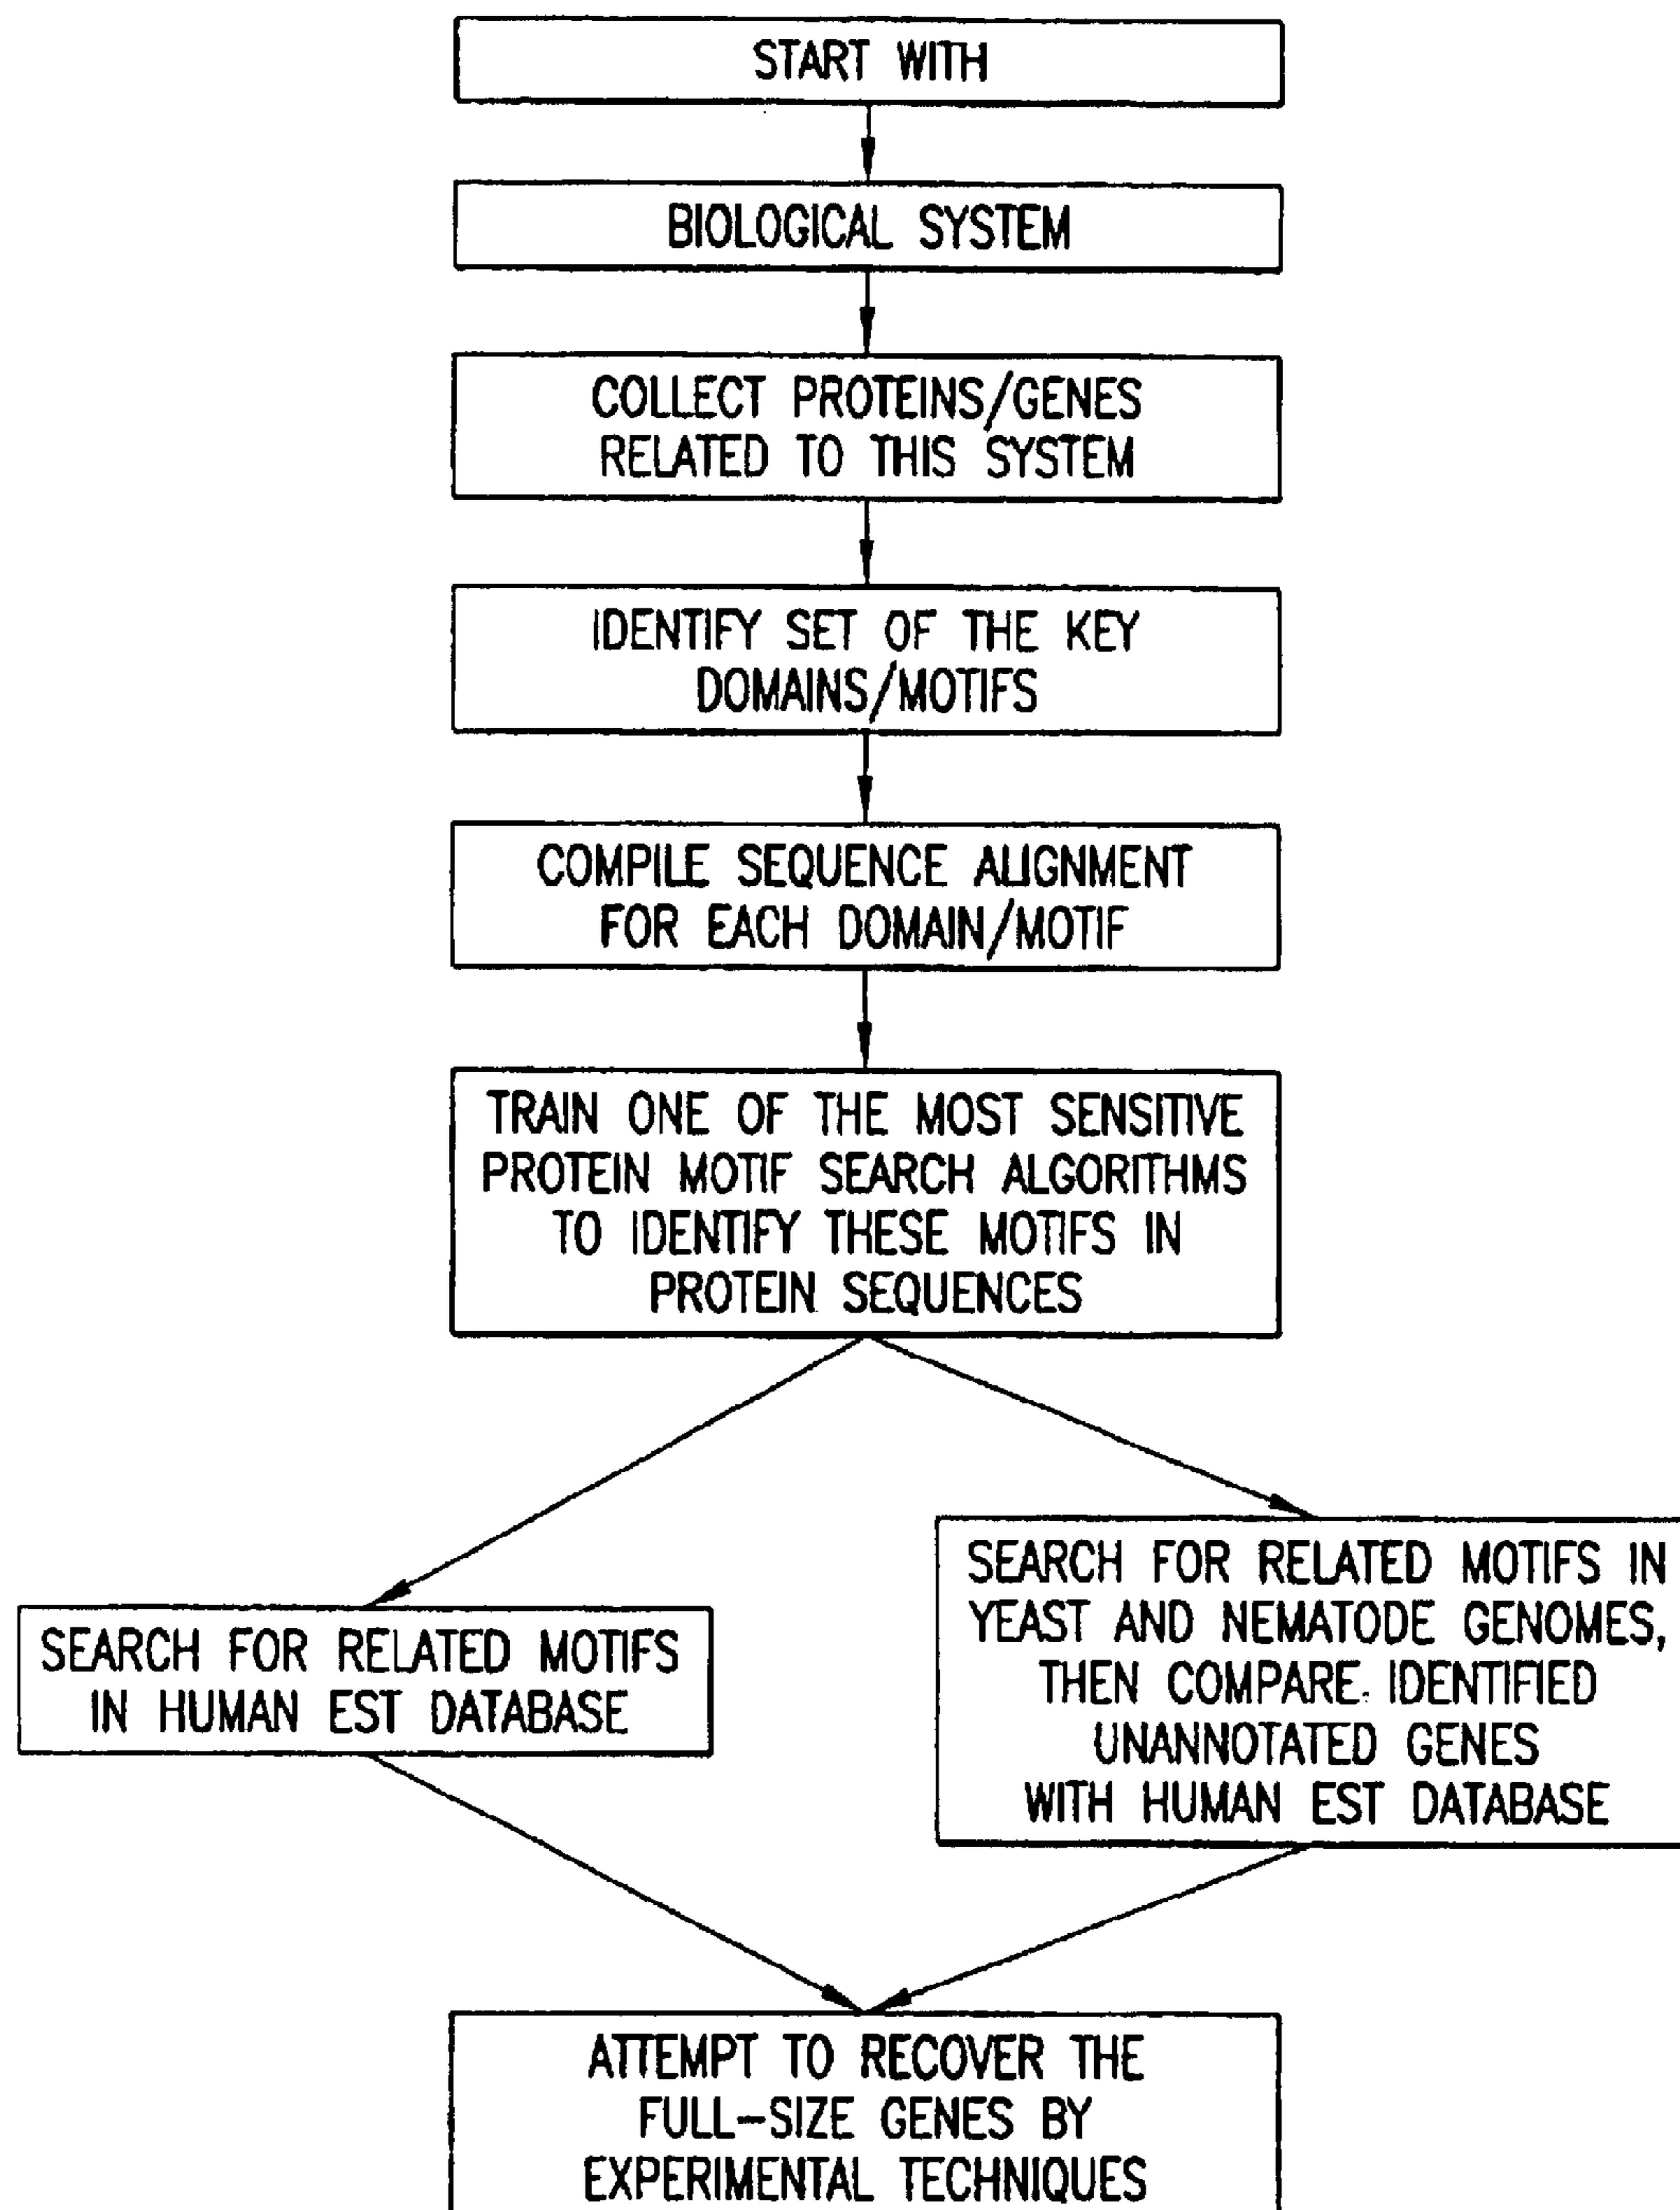 START WITH
BIOLOGICAL SYSTEM
COLLECT PROTEINS/GENES
RELATED TO THIS SYSTEM
IDENTIFY SET OF THE KEY
DOMAINS/MOTIFS
COMPILE SEQUENCE ALIGNMENT
FOR EACH DOMAIN/MOTIF
TRAIN ONE OF THE MOST SENSITIVE
PROTEIN MOTIF SEARCH ALGORITHMS
TO IDENTIFY THESE MOTIFS IN
PROTEIN SEQUENCES
SEARCH FOR RELATED MOTIFS
IN HUMAN EST DATABASE
SEARCH FOR RELATED MOTIFS IN
YEAST AND NEMATODE GENOMES,
THEN COMPARE IDENTIFIED
UNANNOTATED GENES
WITH HUMAN EST DATABASE
ATTEMPT TO RECOVER THE
FULL-SIZE GENES BY
EXPERIMENTAL TECHNIQUES